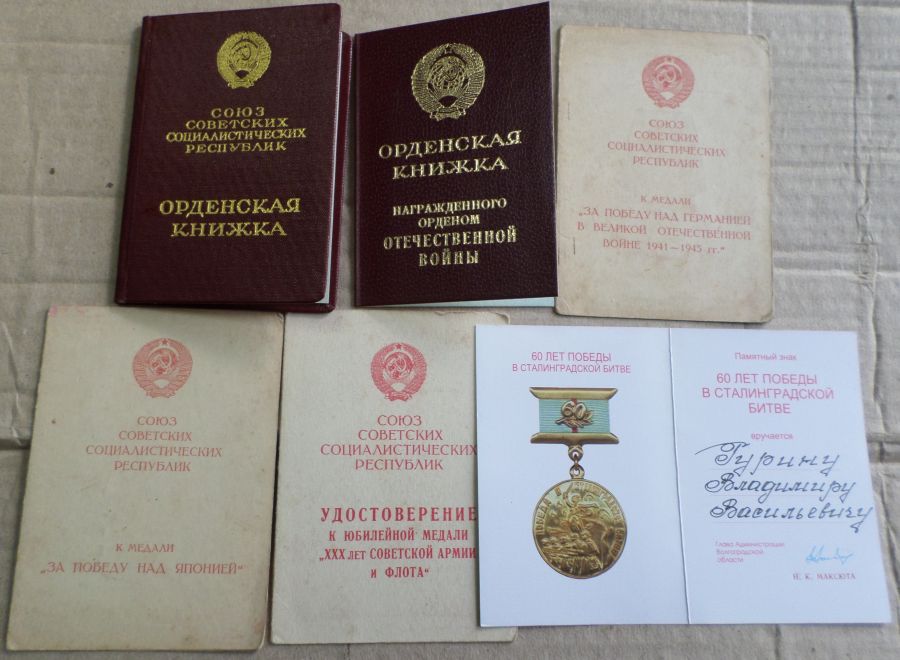 СОЮЗ
СОВЕТСКИХ
СОЦИАЛИСТИЧЕСКИХ
РЕСПУБЛИК
ОРДЕНСКАЯ
КНИЖКА
ОРДЕНСКАЯ
КНИЖКА
НАГРАЖДЕННОГО
ОРДЕНОМ
ОТЕЧЕСТВЕННОЙ
ВОЙНЫ
СОЮЗ
СОВЕТСКИХ
СОЦИАЛИСТИЧЕСКИХ
РЕСПУБЛИК
К МЕДАЛИ
„ЗА ПОБЕДУ НАД ГЕРМАНИЕЙ
В ВЕЛИКОЙ ОТЕЧЕСТВЕННОЙ
ВОЙНЕ 1941—1945 гг.“
СОЮЗ
СОВЕТСКИХ
СОЦИАЛИСТИЧЕСКИХ
РЕСПУБЛИК
К МЕДАЛИ
„ЗА ПОБЕДУ НАД ЯПОНИЕЙ“
СОЮЗ
СОВЕТСКИХ
СОЦИАЛИСТИЧЕСКИХ
РЕСПУБЛИК
УДОСТОВЕРЕНИЕ
К ЮБИЛЕЙНОЙ МЕДАЛИ
„XXX ЛЕТ СОВЕТСКОЙ АРМИИ
И ФЛОТА“
60 ЛЕТ ПОБЕДЫ
В СТАЛИНГРАДСКОЙ БИТВЕ
60
Памятный знак
60 ЛЕТ ПОБЕДЫ
В СТАЛИНГРАДСКОЙ
БИТВЕ
вручается
Гурину
Владимиру
Васильевичу
Глава Администрации
Волгоградской
области
Н. К. МАКСЮТА